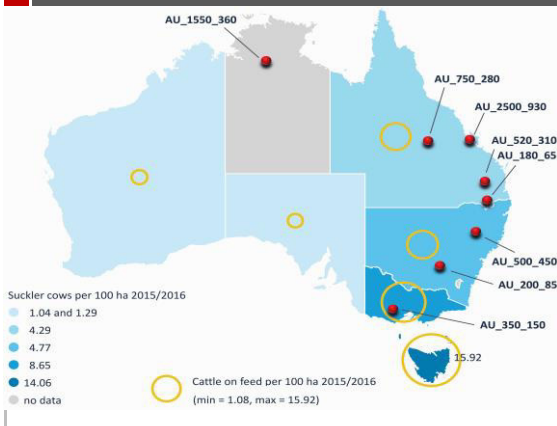 AU_1550_360
AU_750_280
AU_2500_930
AU_520_310
AU_180_65
AU_500_450
AU_200_85
AU_350_150
15.92
Suckler cows per 100 ha 2015/2016
1.04 and 1.29
4.29
4.77
8.65
14.06
no data
Cattle on feed per 100 ha 2015/2016
(min = 1.08, max = 15.92)